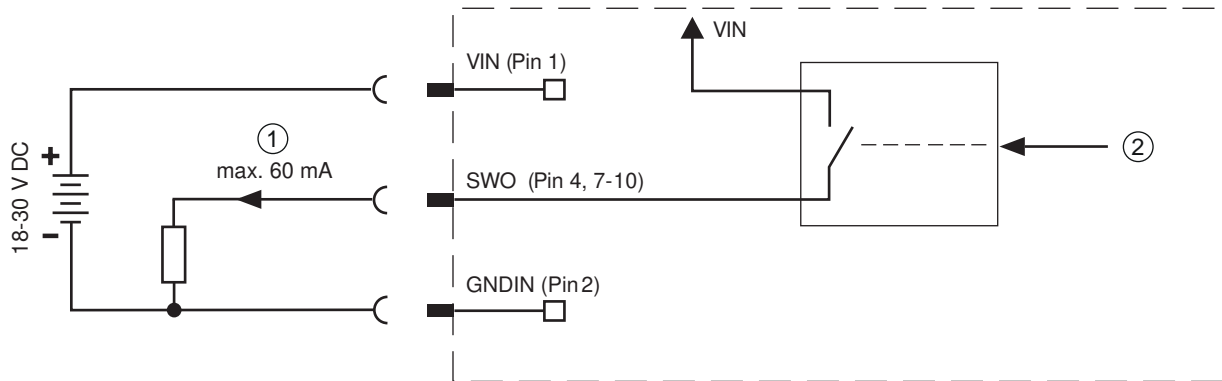 VIN
VIN (Pin 1)
①
max. 60 mA
②
18-30 V DC
+
-
SWO (Pin 4, 7-10)
GNDIN (Pin 2)